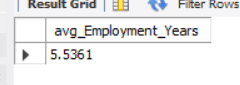 Result Grid Filter Rows
avg_Employment_Years
5.5361